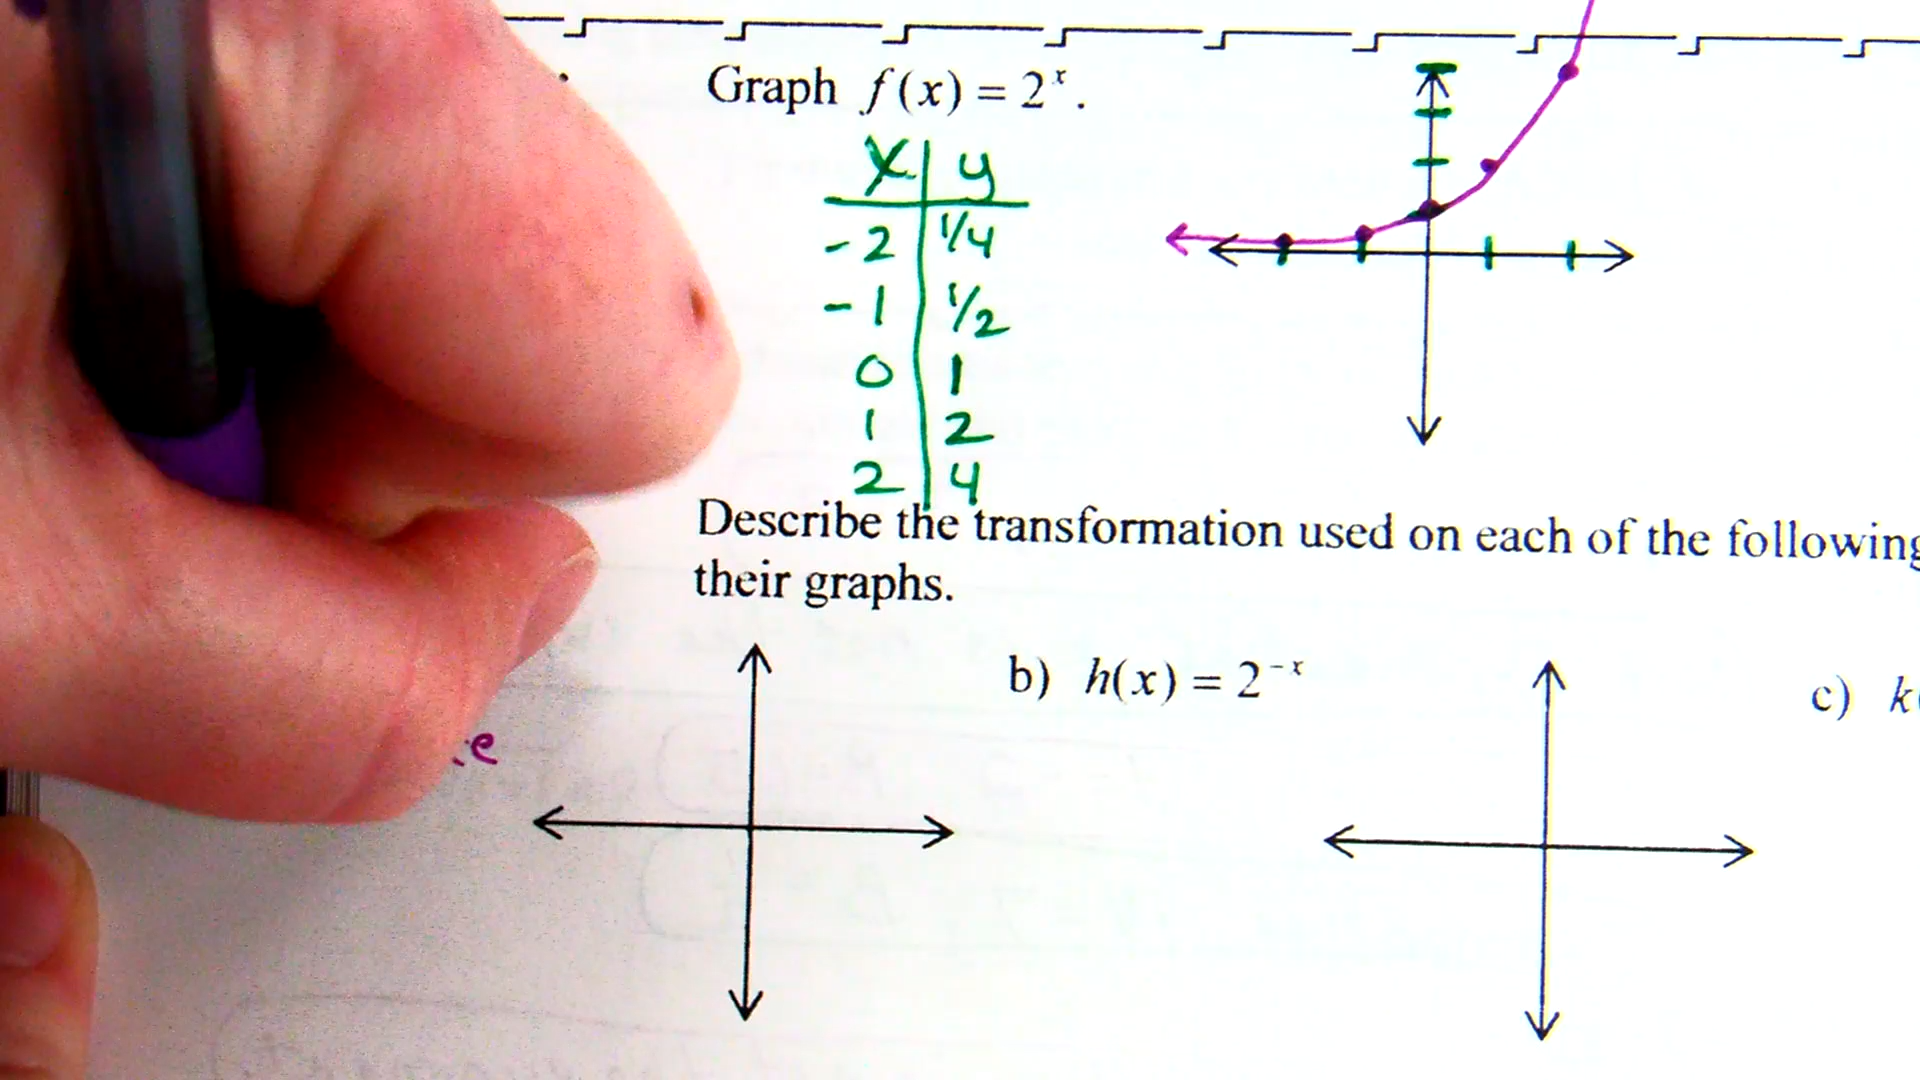 Graph f(x) = 2ˣ.
x y
-2 1/4
-1 1/2
0 1
1 2
2 4
Describe the transformation used on each of the following
their graphs.
b) h(x) = 2⁻ˣ
c) k